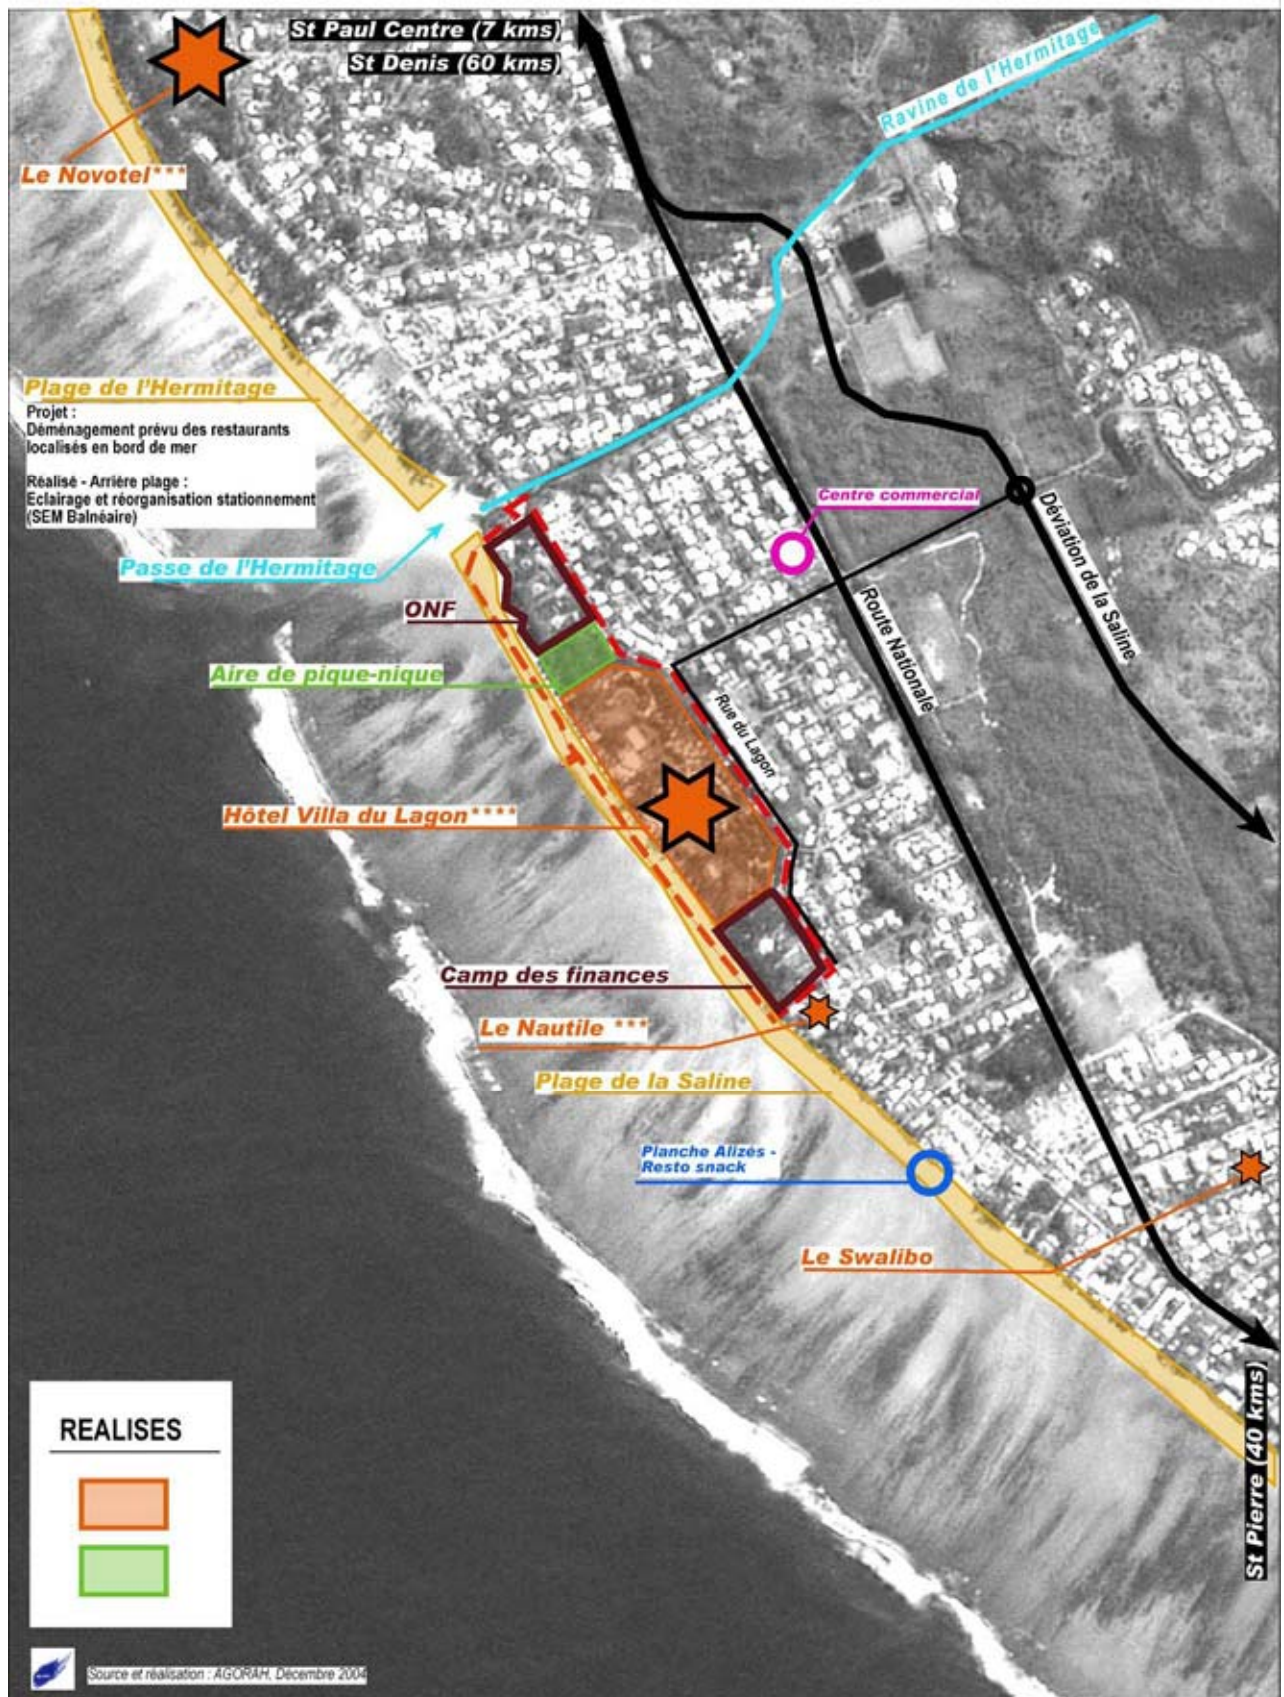 St Paul Centre (7 kms)
St Denis (60 kms)
Ravine de l'Hermitage
Le Novotel***
Plage de l'Hermitage
Projet :
Déménagement prévu des restaurants
localisés en bord de mer
Réalisé - Arrière plage :
Eclairage et réorganisation stationnement
(SEM Balnéaire)
Centre commercial
Déviation de la Saline
Passe de l'Hermitage
ONF
Route Nationale
Aire de pique-nique
Rue du Lagon
Hôtel Villa du Lagon****
Camp des finances
Le Nautile ***
Plage de la Saline
Planche Alizés -
Resto snack
Le Swalibo
St Pierre (40 kms)
REALISES
Source et réalisation : AGORAH, Décembre 2004